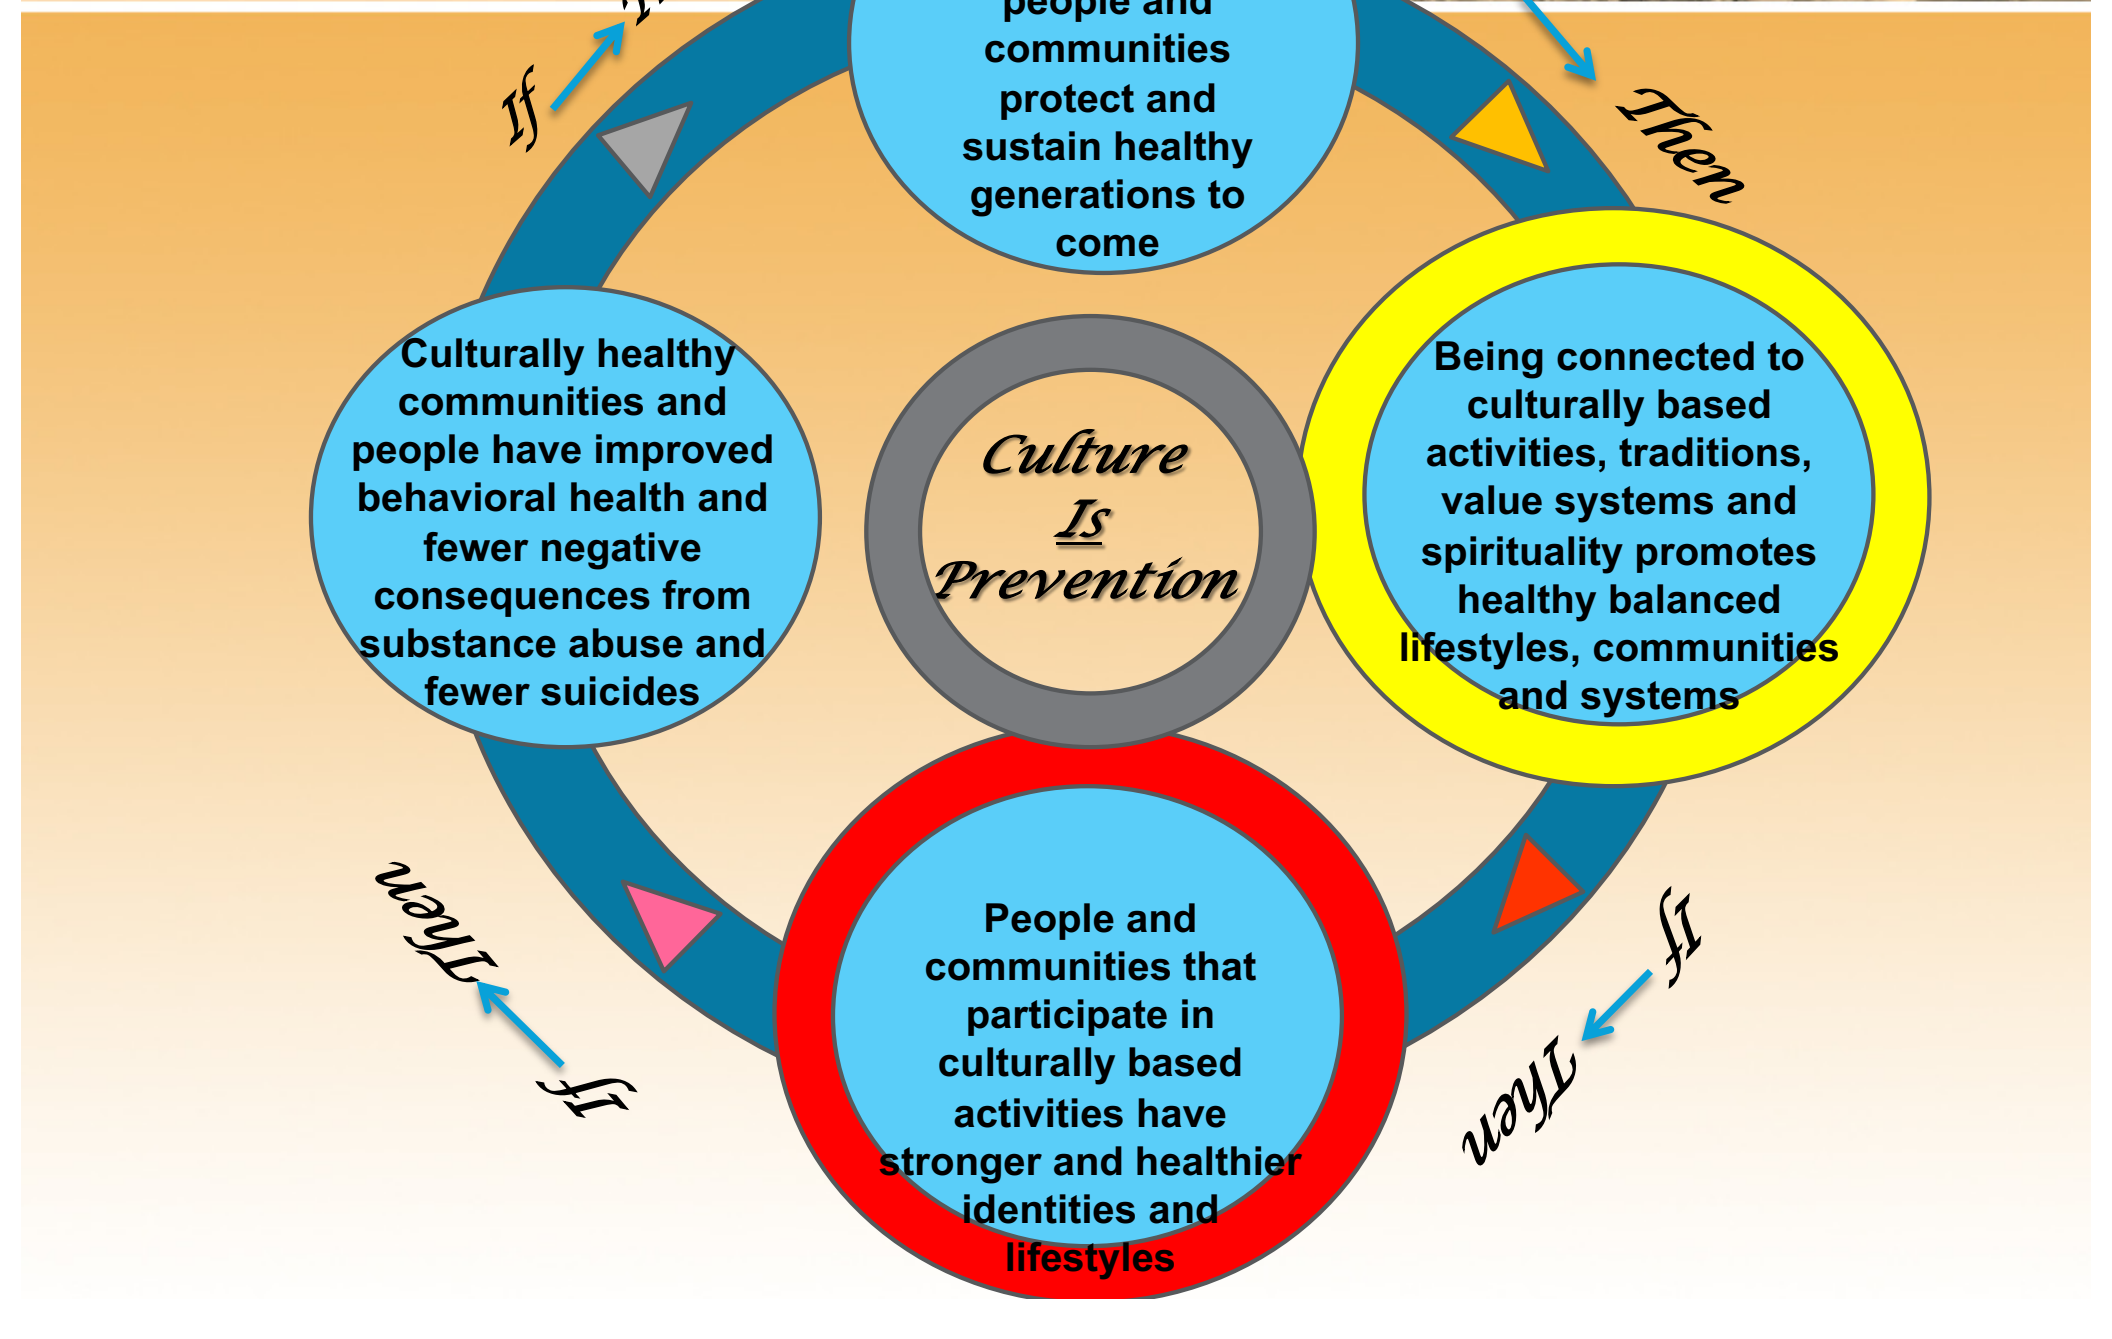 people and
communities
protect and
sustain healthy
generations to
come
If
Then
Culturally healthy
communities and
people have improved
behavioral health and
fewer negative
consequences from
substance abuse and
fewer suicides
Culture
Is
Prevention
Being connected to
culturally based
activities, traditions,
value systems and
spirituality promotes
healthy balanced
lifestyles, communities
and systems
If
Then
People and
communities that
participate in
culturally based
activities have
stronger and healthier
identities and
lifestyles
If
Then